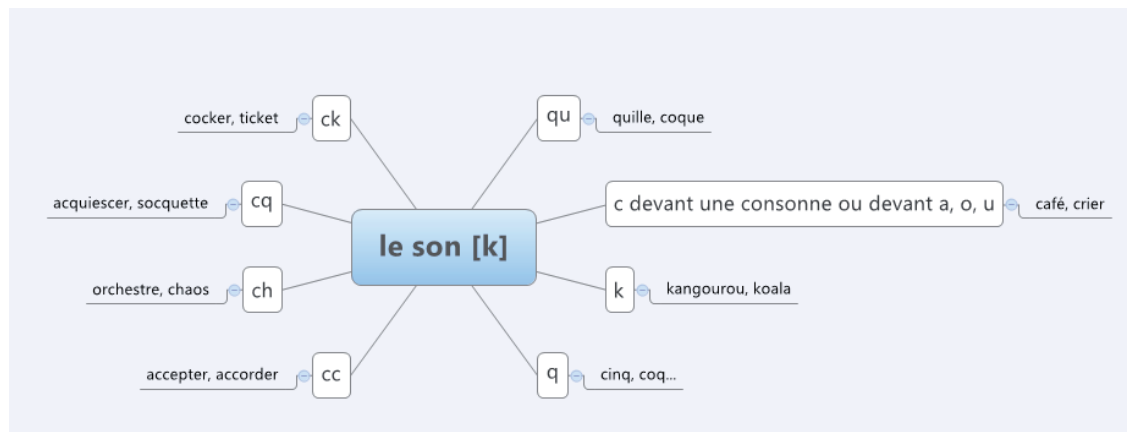 cocker, ticket
ck
qu
quille, coque
acquiescer, socquette
cq
c devant une consonne ou devant a, o, u
café, crier
le son [k]
orchestre, chaos
ch
k
kangourou, koala
accepter, accorder
cc
q
cinq, coq...